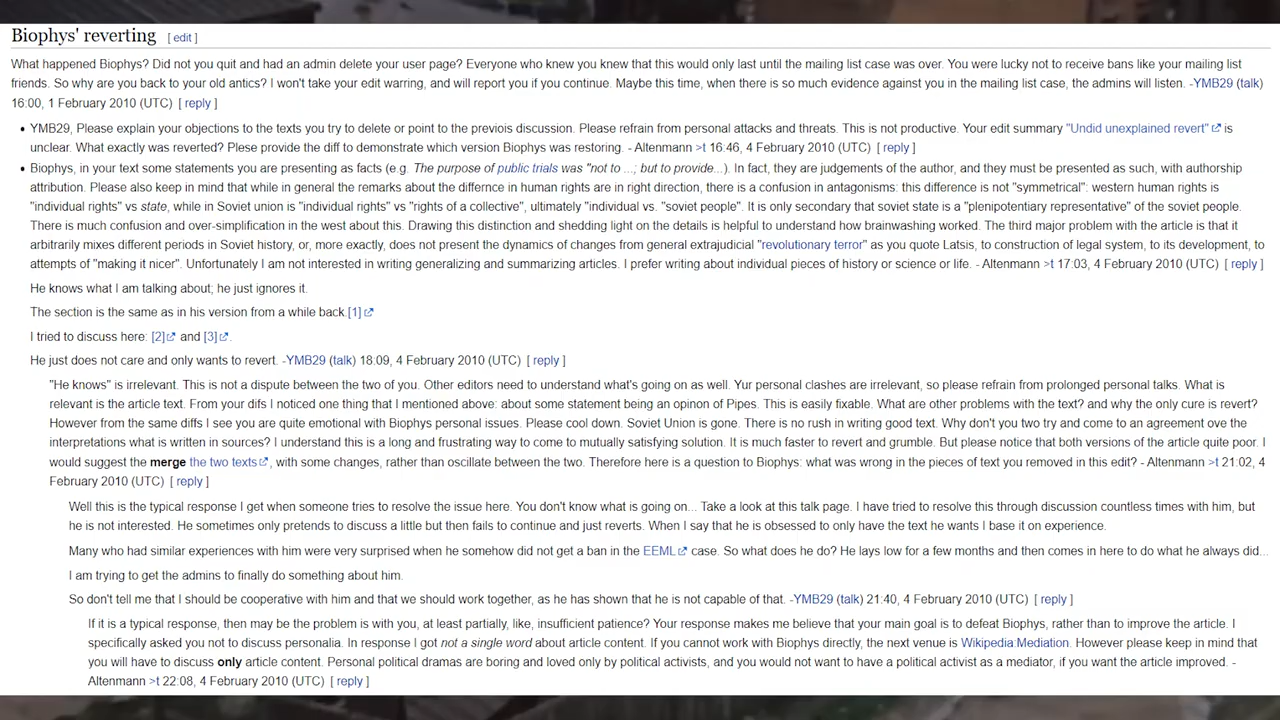 Biophys' reverting [ edit ]
What happened Biophys? Did not you quit and had an admin delete your user page? Everyone who knew you knew that this would only last until the mailing list case was over. You were lucky not to receive bans like your mailing list
friends. So why are you back to your old antics? I won't take your edit warring, and will report you if you continue. Maybe this time, when there is so much evidence against you in the mailing list case, the admins will listen. -YMB29 (talk)
16:00, 1 February 2010 (UTC) [ reply ]
• YMB29, Please explain your objections to the texts you try to delete or point to the previois discussion. Please refrain from personal attacks and threats. This is not productive. Your edit summary "Undid unexplained revert" is
unclear. What exactly was reverted? Plese provide the diff to demonstrate which version Biophys was restoring. - Altenmann >t 16:46, 4 February 2010 (UTC) [ reply ]
• Biophys, in your text some statements you are presenting as facts (e.g. The purpose of public trials was "not to ...; but to provide...). In fact, they are judgements of the author, and they must be presented as such, with authorship
attribution. Please also keep in mind that while in general the remarks about the differnce in human rights are in right direction, there is a confusion in antagonisms: this difference is not "symmetrical": western human rights is
"individual rights" vs state, while in Soviet union is "individual rights" vs "rights of a collective", ultimately "individual vs. "soviet people". It is only secondary that soviet state is a "plenipotentiary representative" of the soviet people.
There is much confusion and over-simplification in the west about this. Drawing this distinction and shedding light on the details is helpful to understand how brainwashing worked. The third major problem with the article is that it
arbitrarily mixes different periods in Soviet history, or, more exactly, does not present the dynamics of changes from general extrajudicial "revolutionary terror" as you quote Latsis, to construction of legal system, to its development, to
attempts of "making it nicer". Unfortunately I am not interested in writing generalizing and summarizing articles. I prefer writing about individual pieces of history or science or life. - Altenmann >t 17:03, 4 February 2010 (UTC) [ reply ]
He knows what I am talking about; he just ignores it.
The section is the same as in his version from a while back.[1]
I tried to discuss here: [2] and [3].
He just does not care and only wants to revert. -YMB29 (talk) 18:09, 4 February 2010 (UTC) [ reply ]
"He knows" is irrelevant. This is not a dispute between the two of you. Other editors need to understand what's going on as well. Yur personal clashes are irrelevant, so please refrain from prolonged personal talks. What is
relevant is the article text. From your difs I noticed one thing that I mentioned above: about some statement being an opinon of Pipes. This is easily fixable. What are other problems with the text? and why the only cure is revert?
However from the same diffs I see you are quite emotional with Biophys personal issues. Please cool down. Soviet Union is gone. There is no rush in writing good text. Why don't you two try and come to an agreement ove the
interpretations what is written in sources? I understand this is a long and frustrating way to come to mutually satisfying solution. It is much faster to revert and grumble. But please notice that both versions of the article quite poor. I
would suggest the merge the two texts, with some changes, rather than oscillate between the two. Therefore here is a question to Biophys: what was wrong in the pieces of text you removed in this edit? - Altenmann >t 21:02, 4
February 2010 (UTC) [ reply ]
Well this is the typical response I get when someone tries to resolve the issue here. You don't know what is going on... Take a look at this talk page. I have tried to resolve this through discussion countless times with him, but
he is not interested. He sometimes only pretends to discuss a little but then fails to continue and just reverts. When I say that he is obsessed to only have the text he wants I base it on experience.
Many who had similar experiences with him were very surprised when he somehow did not get a ban in the EEML case. So what does he do? He lays low for a few months and then comes in here to do what he always did...
I am trying to get the admins to finally do something about him.
So don't tell me that I should be cooperative with him and that we should work together, as he has shown that he is not capable of that. -YMB29 (talk) 21:40, 4 February 2010 (UTC) [ reply ]
If it is a typical response, then may be the problem is with you, at least partially, like, insufficient patience? Your response makes me believe that your main goal is to defeat Biophys, rather than to improve the article. I
specifically asked you not to discuss personalia. In response I got not a single word about article content. If you cannot work with Biophys directly, the next venue is Wikipedia:Mediation. However please keep in mind that
you will have to discuss only article content. Personal political dramas are boring and loved only by political activists, and you would not want to have a political activist as a mediator, if you want the article improved. -
Altenmann >t 22:08, 4 February 2010 (UTC) [ reply ]